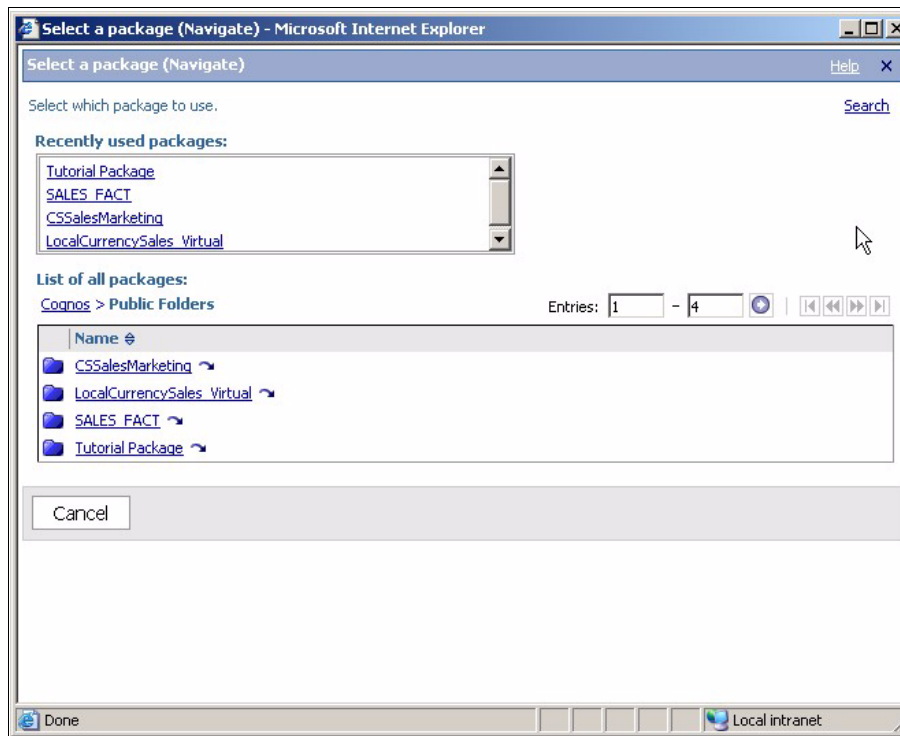 Select a package (Navigate) - Microsoft Internet Explorer
Select a package (Navigate) Help
Select which package to use. Search
Recently used packages:
Tutorial Package
SALES_FACT
CSSalesMarketing
LocalCurrencySales_Virtual
List of all packages:
Cognos > Public Folders Entries: 1 - 4
Name
CSSalesMarketing
LocalCurrencySales_Virtual
SALES_FACT
Tutorial Package
Cancel
Done Local intranet